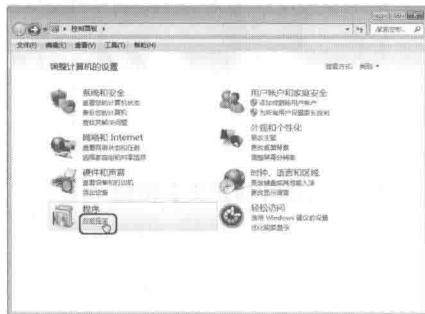 控制面板
文件(F) 编辑(E) 查看(V) 工具(T) 帮助(H)
调整计算机的设置
查看方式: 类别
系统和安全
查看您的计算机状态
备份您的计算机
查找并解决问题
网络和 Internet
查看网络状态和任务
选择家庭组和共享选项
硬件和声音
查看设备和打印机
添加设备
程序
卸载程序
用户帐户和家庭安全
添加或删除用户帐户
为所有用户设置家长控制
外观和个性化
更改主题
更改桌面背景
调整屏幕分辨率
时钟、语言和区域
更改键盘或其他输入法
更改显示语言
轻松访问
使用 Windows 建议的设置
优化视频显示